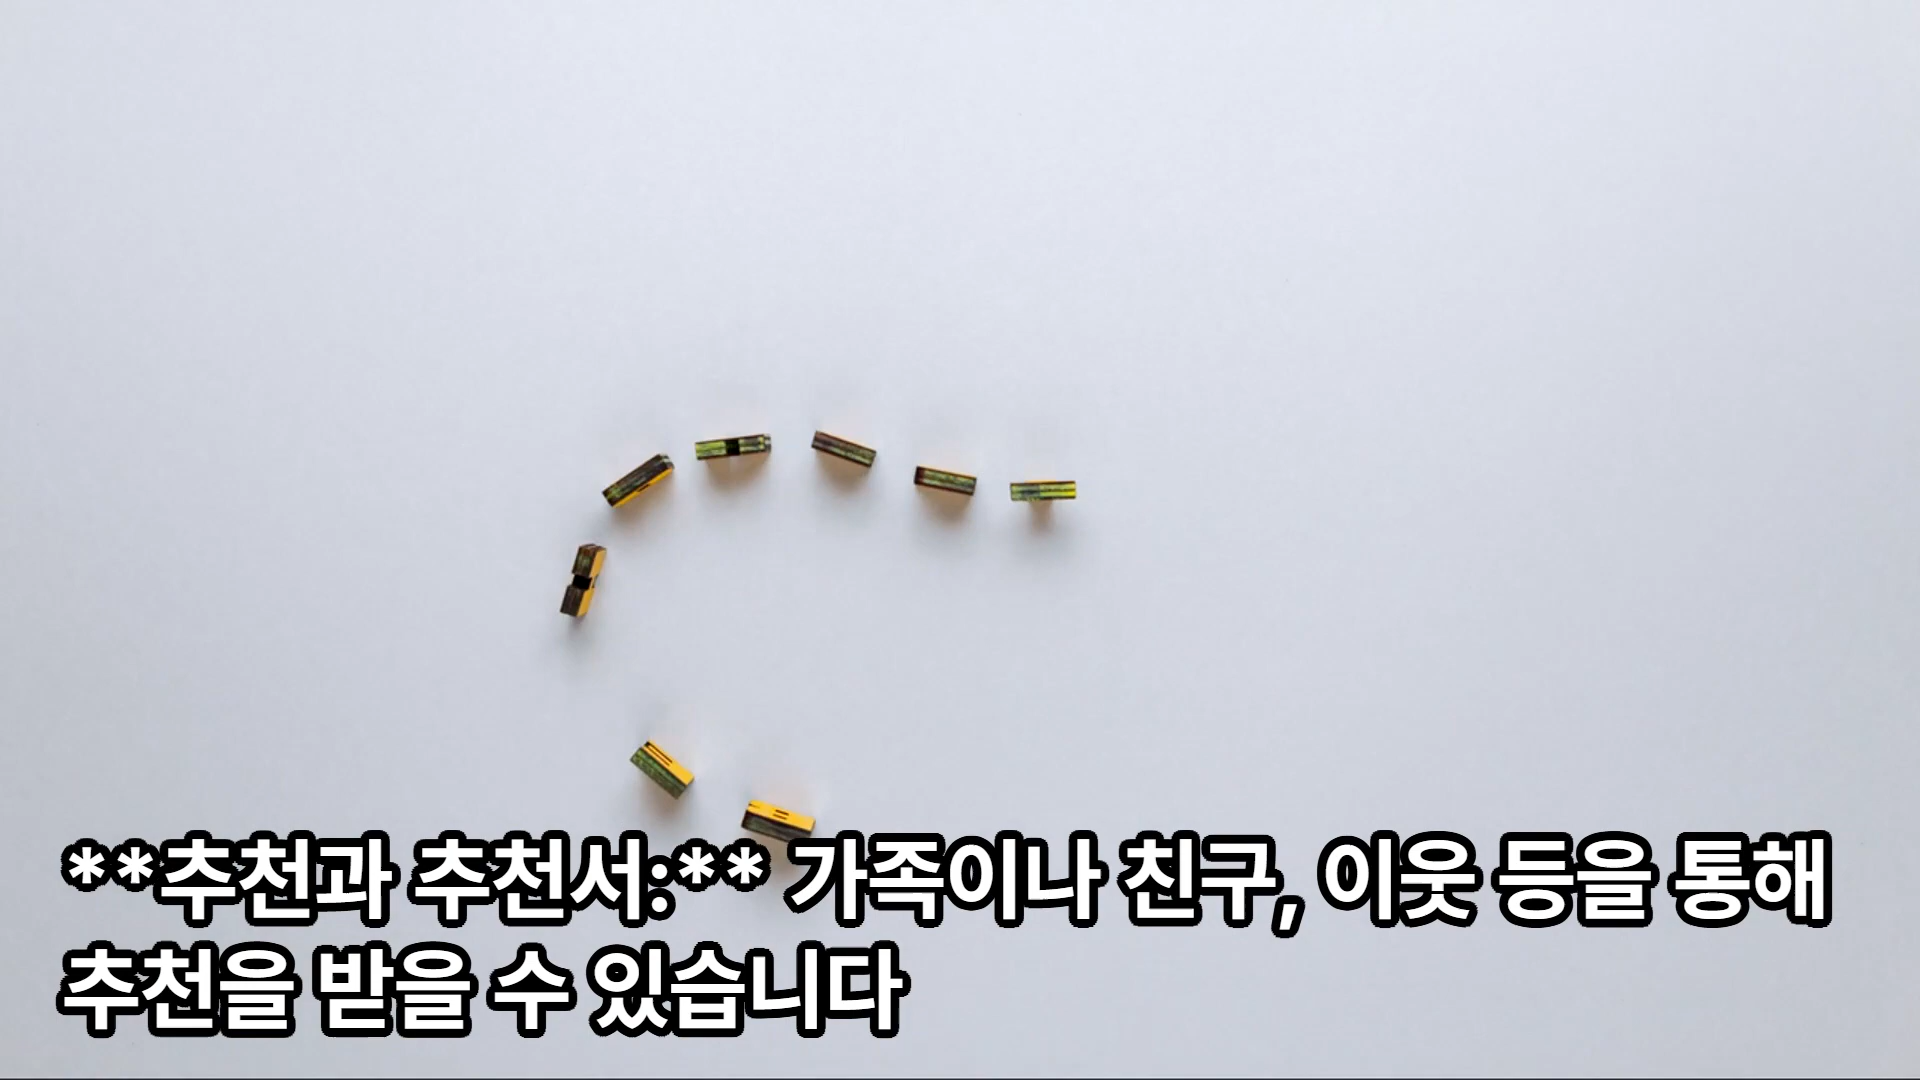 **추천과 추천서:** 가족이나 친구, 이웃 등을 통해
추천을 받을 수 있습니다